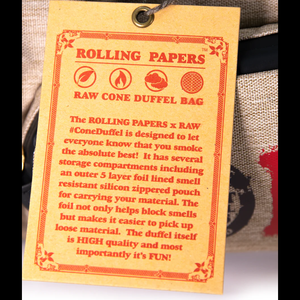 ROLLING PAPERS™
RAW CONE DUFFEL BAG
The ROLLING PAPERS x RAW
#ConeDuffel is designed to let
everyone know that you smoke
the absolute best! It has several
storage compartments including
an outer 5 layer foil lined smell
resistant silicon zippered pouch
for carrying your material. The
foil not only helps block smells
but makes it easier to pick up
loose material. The duffel itself
is HIGH quality and most
importantly it's FUN!